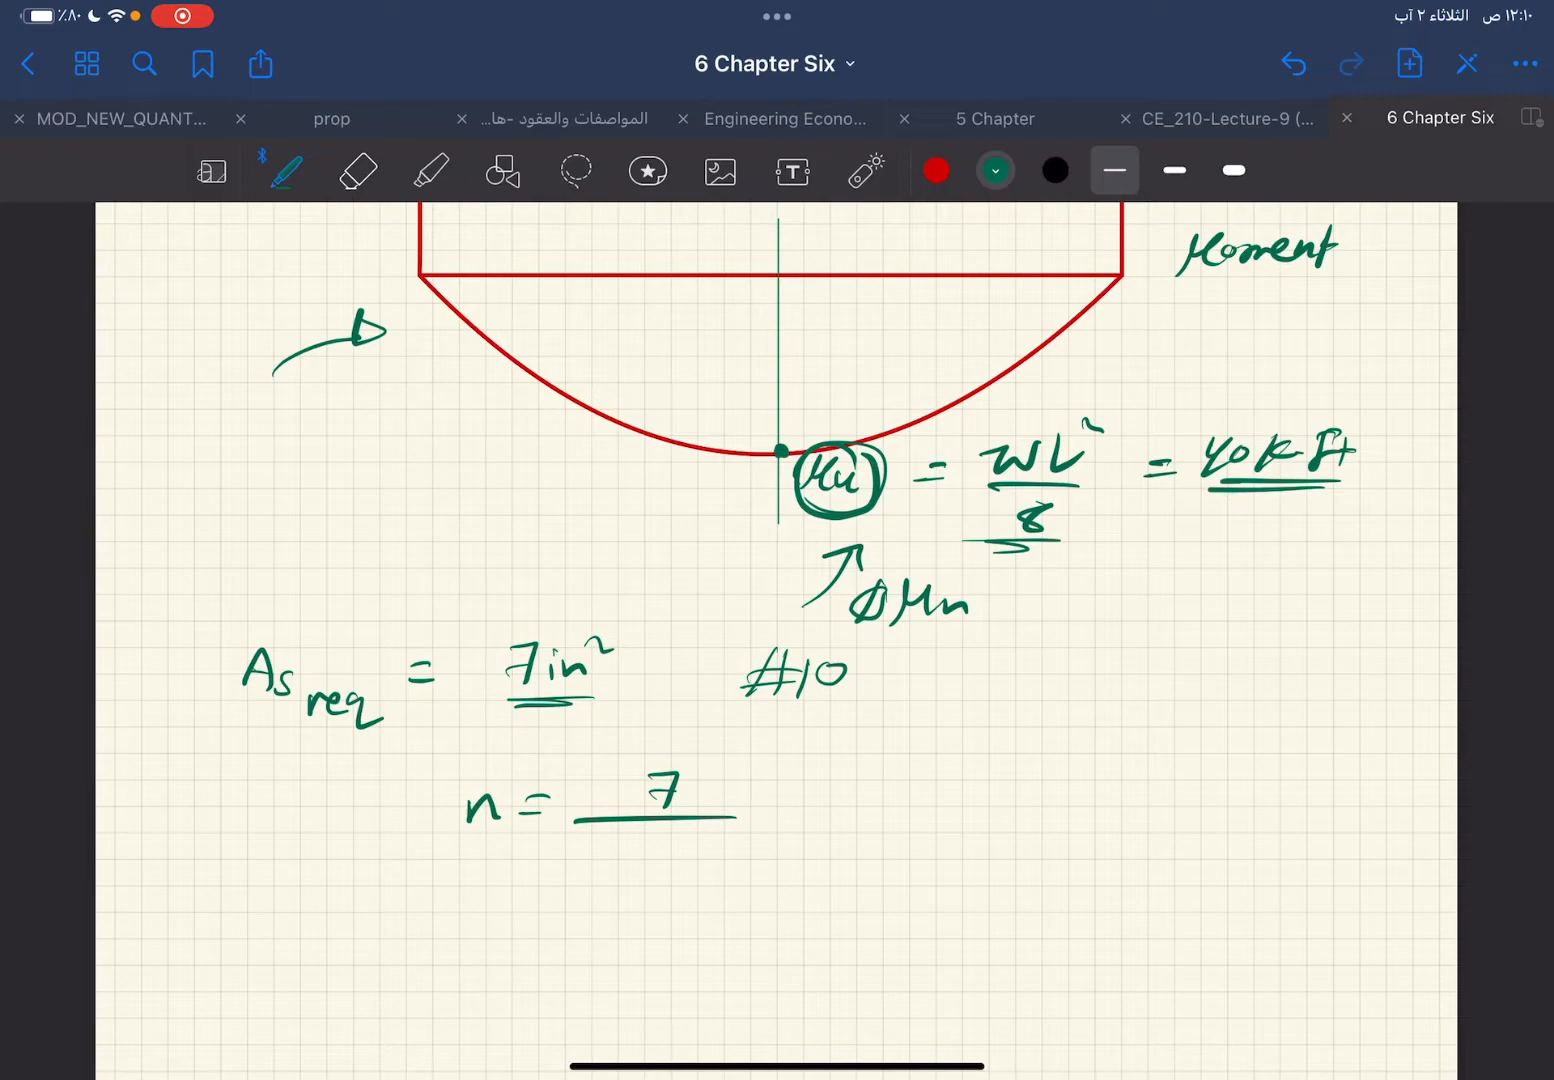 ٪٨٠ ١٢:١٠ ص الثلاثاء ٢ آب
6 Chapter Six
MOD_NEW_QUANT... prop المواصفات والعقود -ها... Engineering Econo... 5 Chapter CE_210-Lecture-9 (... 6 Chapter Six
T
Moment
Mu = wL² / 8 = 40 k.ft
ϕMn
As req = 7 in² #10
n = 7